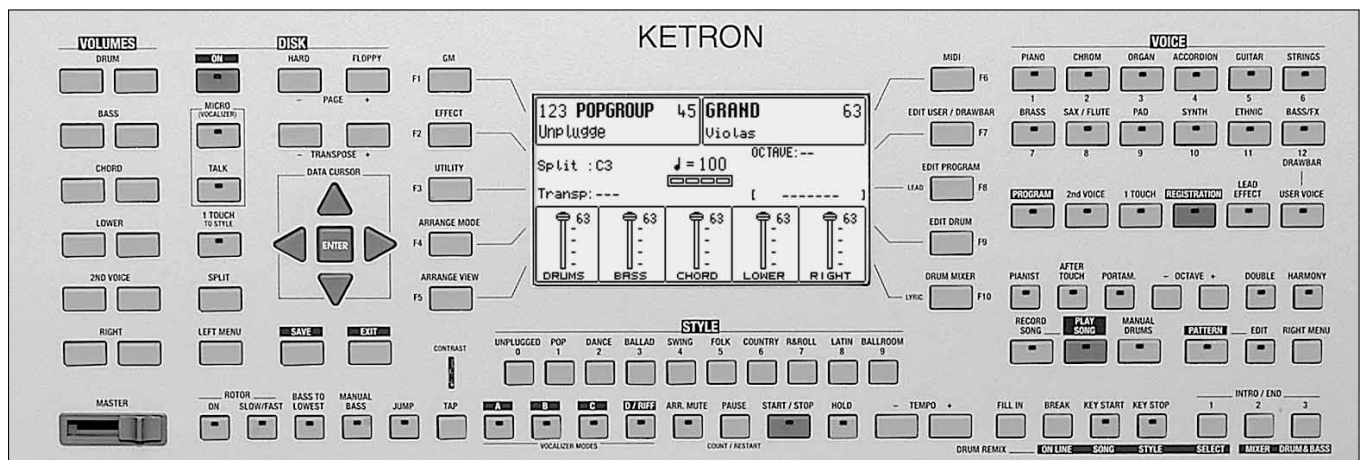 KETRON
VOLUMES
DRUM
BASS
CHORD
LOWER
2ND VOICE
RIGHT
MASTER
DISK
ON HARD FLOPPY
- PAGE +
MICRO
(VOCALIZER)
- TRANSPOSE +
TALK
DATA CURSOR
1 TOUCH
TO STYLE
ENTER
SPLIT
LEFT MENU SAVE EXIT
GM
F1
EFFECT
F2
UTILITY
F3
ARRANGE MODE
F4
ARRANGE VIEW
F5
CONTRAST
123 POPGROUP 45 GRAND 63
Unplugge Violas
OCTAVE:--
Split :C3 ♩= 100
Transp:--- [ ------- ]
63 63 63 63 63
DRUMS BASS CHORD LOWER RIGHT
MIDI
F6
EDIT USER / DRAWBAR
F7
EDIT PROGRAM
LEAD F8
EDIT DRUM
F9
DRUM MIXER
LYRIC F10
VOICE
PIANO CHROM ORGAN ACCORDION GUITAR STRINGS
1 2 3 4 5 6
BRASS SAX / FLUTE PAD SYNTH ETHNIC BASS/FX
7 8 9 10 11 12
DRAWBAR
PROGRAM 2nd VOICE 1 TOUCH REGISTRATION LEAD EFFECT USER VOICE
PIANIST AFTER TOUCH PORTAM. - OCTAVE + DOUBLE HARMONY
RECORD SONG PLAY SONG MANUAL DRUMS PATTERN EDIT RIGHT MENU
STYLE
UNPLUGGED POP DANCE BALLAD SWING FOLK COUNTRY R&ROLL LATIN BALLROOM
0 1 2 3 4 5 6 7 8 9
ROTOR
ON SLOW/FAST BASS TO LOWEST MANUAL BASS JUMP TAP A B C D / RIFF ARR. MUTE PAUSE START / STOP HOLD - TEMPO + FILL IN BREAK KEY START KEY STOP
INTRO / END
1 2 3
VOCALIZER MODES COUNT / RESTART
DRUM REMIX ON LINE SONG STYLE SELECT MIXER DRUM & BASS